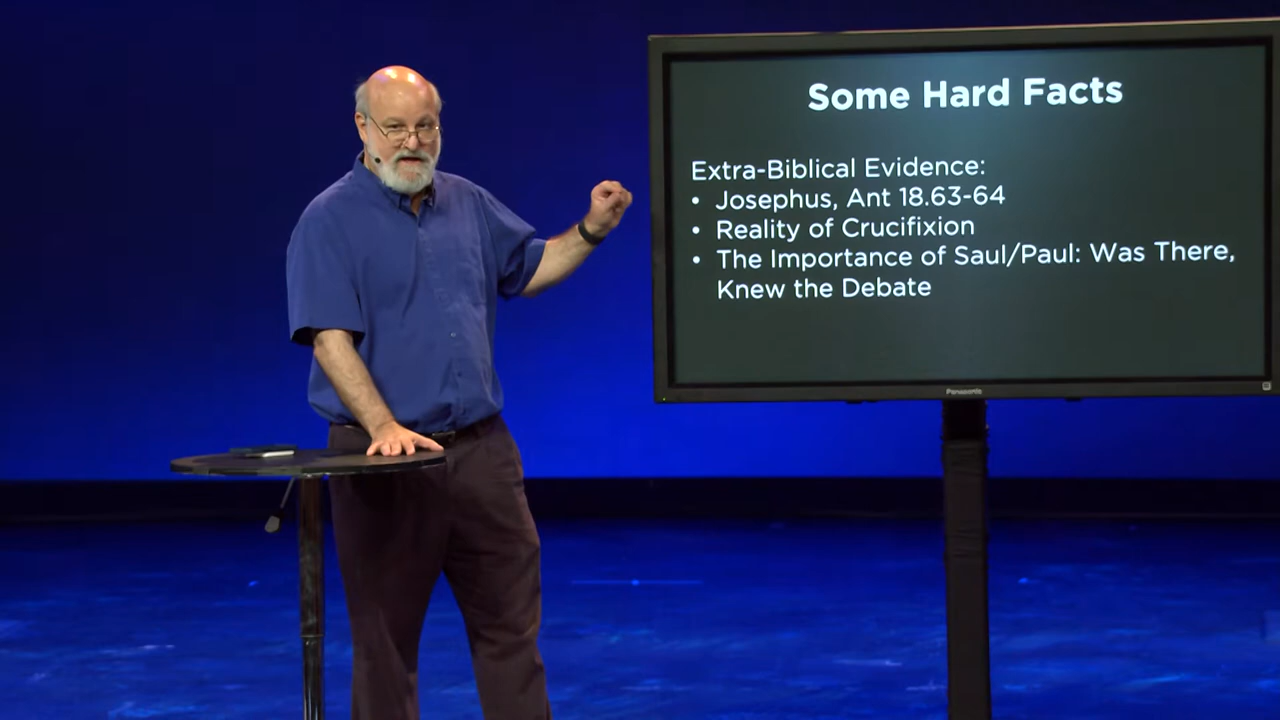 Some Hard Facts
Extra-Biblical Evidence:
• Josephus, Ant 18.63-64
• Reality of Crucifixion
• The Importance of Saul/Paul: Was There,
Knew the Debate
Panasonic